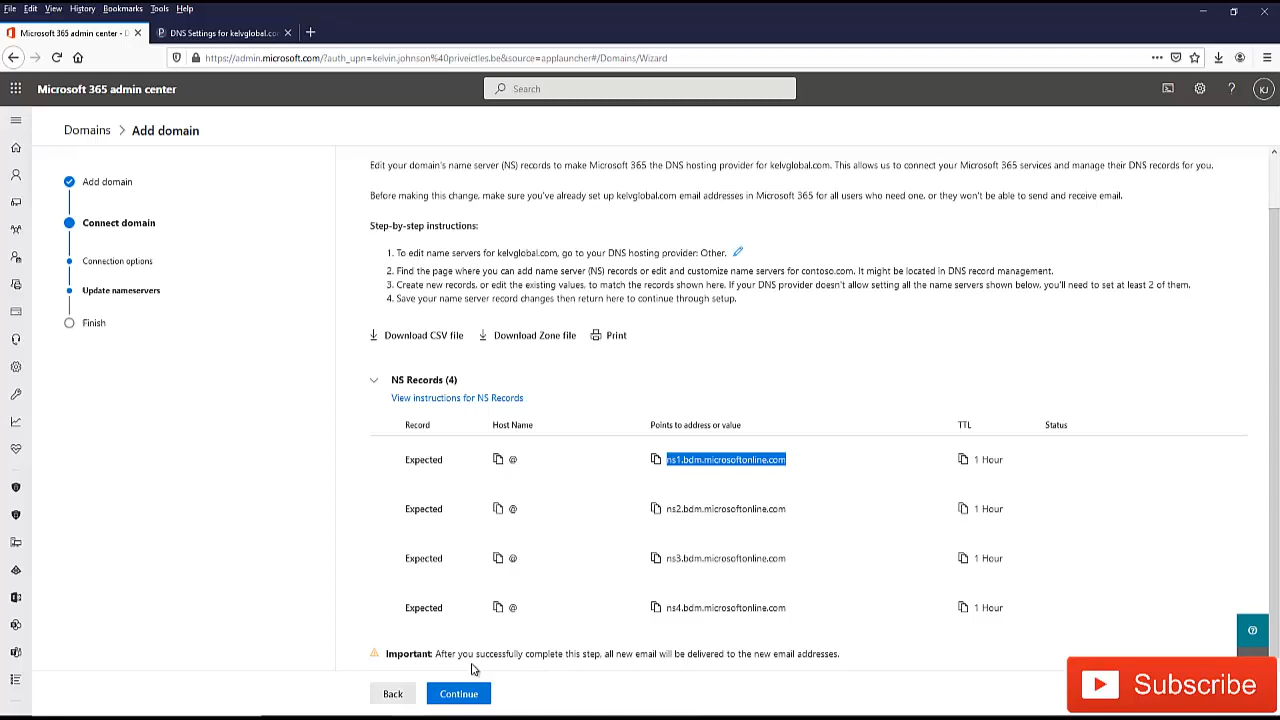 File Edit View History Bookmarks Tools Help
Microsoft 365 admin center - D
DNS Settings for kelvglobal.co
https://admin.microsoft.com/?auth_upn=kelvin.johnson%40priveictles.be&source=applauncher#/Domains/Wizard
Microsoft 365 admin center
Search
KJ
Domains > Add domain
Add domain
Connect domain
Connection options
Update nameservers
Finish
Edit your domain's name server (NS) records to make Microsoft 365 the DNS hosting provider for kelvglobal.com. This allows us to connect your Microsoft 365 services and manage their DNS records for you.
Before making this change, make sure you've already set up kelvglobal.com email addresses in Microsoft 365 for all users who need one, or they won't be able to send and receive email.
Step-by-step instructions:
1. To edit name servers for kelvglobal.com, go to your DNS hosting provider: Other.
2. Find the page where you can add name server (NS) records or edit and customize name servers for contoso.com. It might be located in DNS record management.
3. Create new records, or edit the existing values, to match the records shown here. If your DNS provider doesn't allow setting all the name servers shown below, you'll need to set at least 2 of them.
4. Save your name server record changes then return here to continue through setup.
Download CSV file Download Zone file Print
NS Records (4)
View instructions for NS Records
Record Host Name Points to address or value TTL Status
Expected @ ns1.bdm.microsoftonline.com 1 Hour
Expected @ ns2.bdm.microsoftonline.com 1 Hour
Expected @ ns3.bdm.microsoftonline.com 1 Hour
Expected @ ns4.bdm.microsoftonline.com 1 Hour
Important: After you successfully complete this step, all new email will be delivered to the new email addresses.
Back Continue
Subscribe